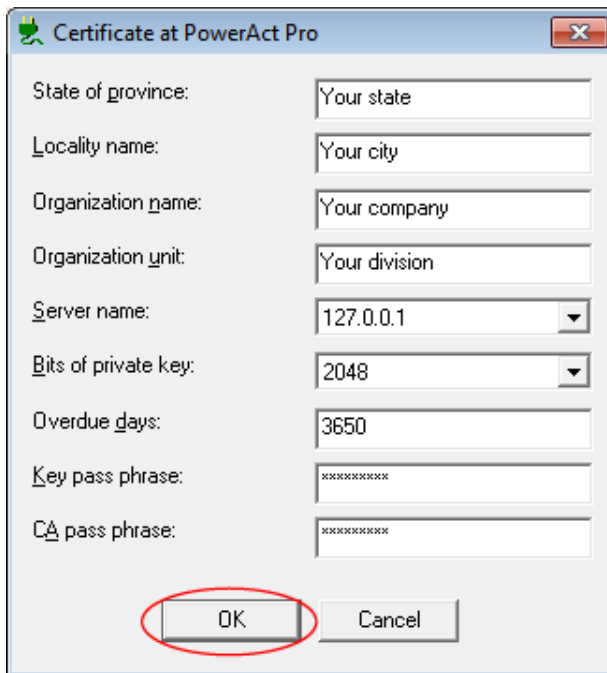 Certificate at PowerAct Pro
State of province: Your state
Locality name: Your city
Organization name: Your company
Organization unit: Your division
Server name: 127.0.0.1
Bits of private key: 2048
Overdue days: 3650
Key pass phrase: *********
CA pass phrase: *********
OK Cancel